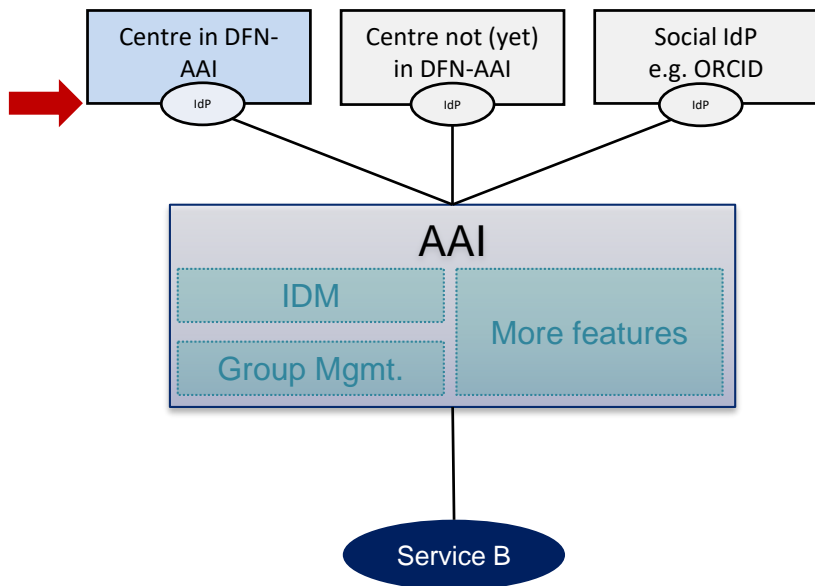 Centre in DFN-
AAI
IdP
Centre not (yet)
in DFN-AAI
IdP
Social IdP
e.g. ORCID
IdP
AAI
IDM
Group Mgmt.
More features
Service B